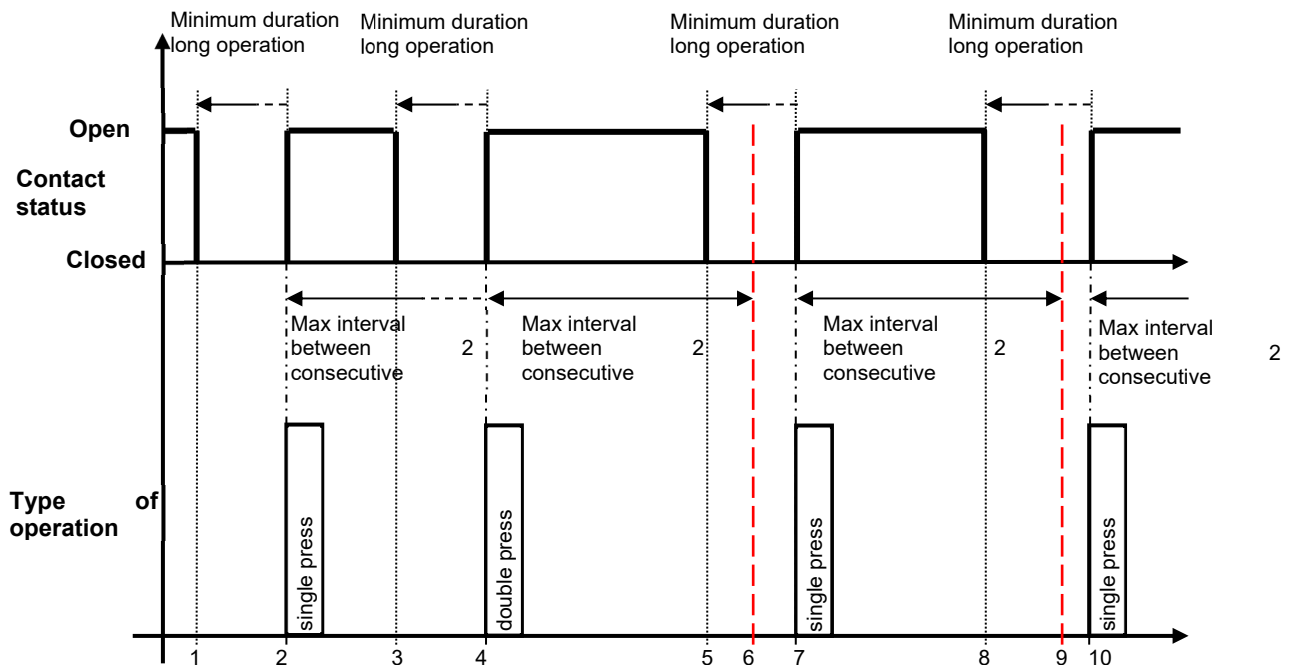 Minimum duration
long operation
Minimum duration
long operation
Minimum duration
long operation
Minimum duration
long operation
Open
Contact
status
Closed
Max interval
between 2
consecutive
Max interval
between 2
consecutive
Max interval
between 2
consecutive
Max interval
between 2
consecutive
Type of
operation
single press
double press
single press
single press
1 2 3 4 5 6 7 8 9 10